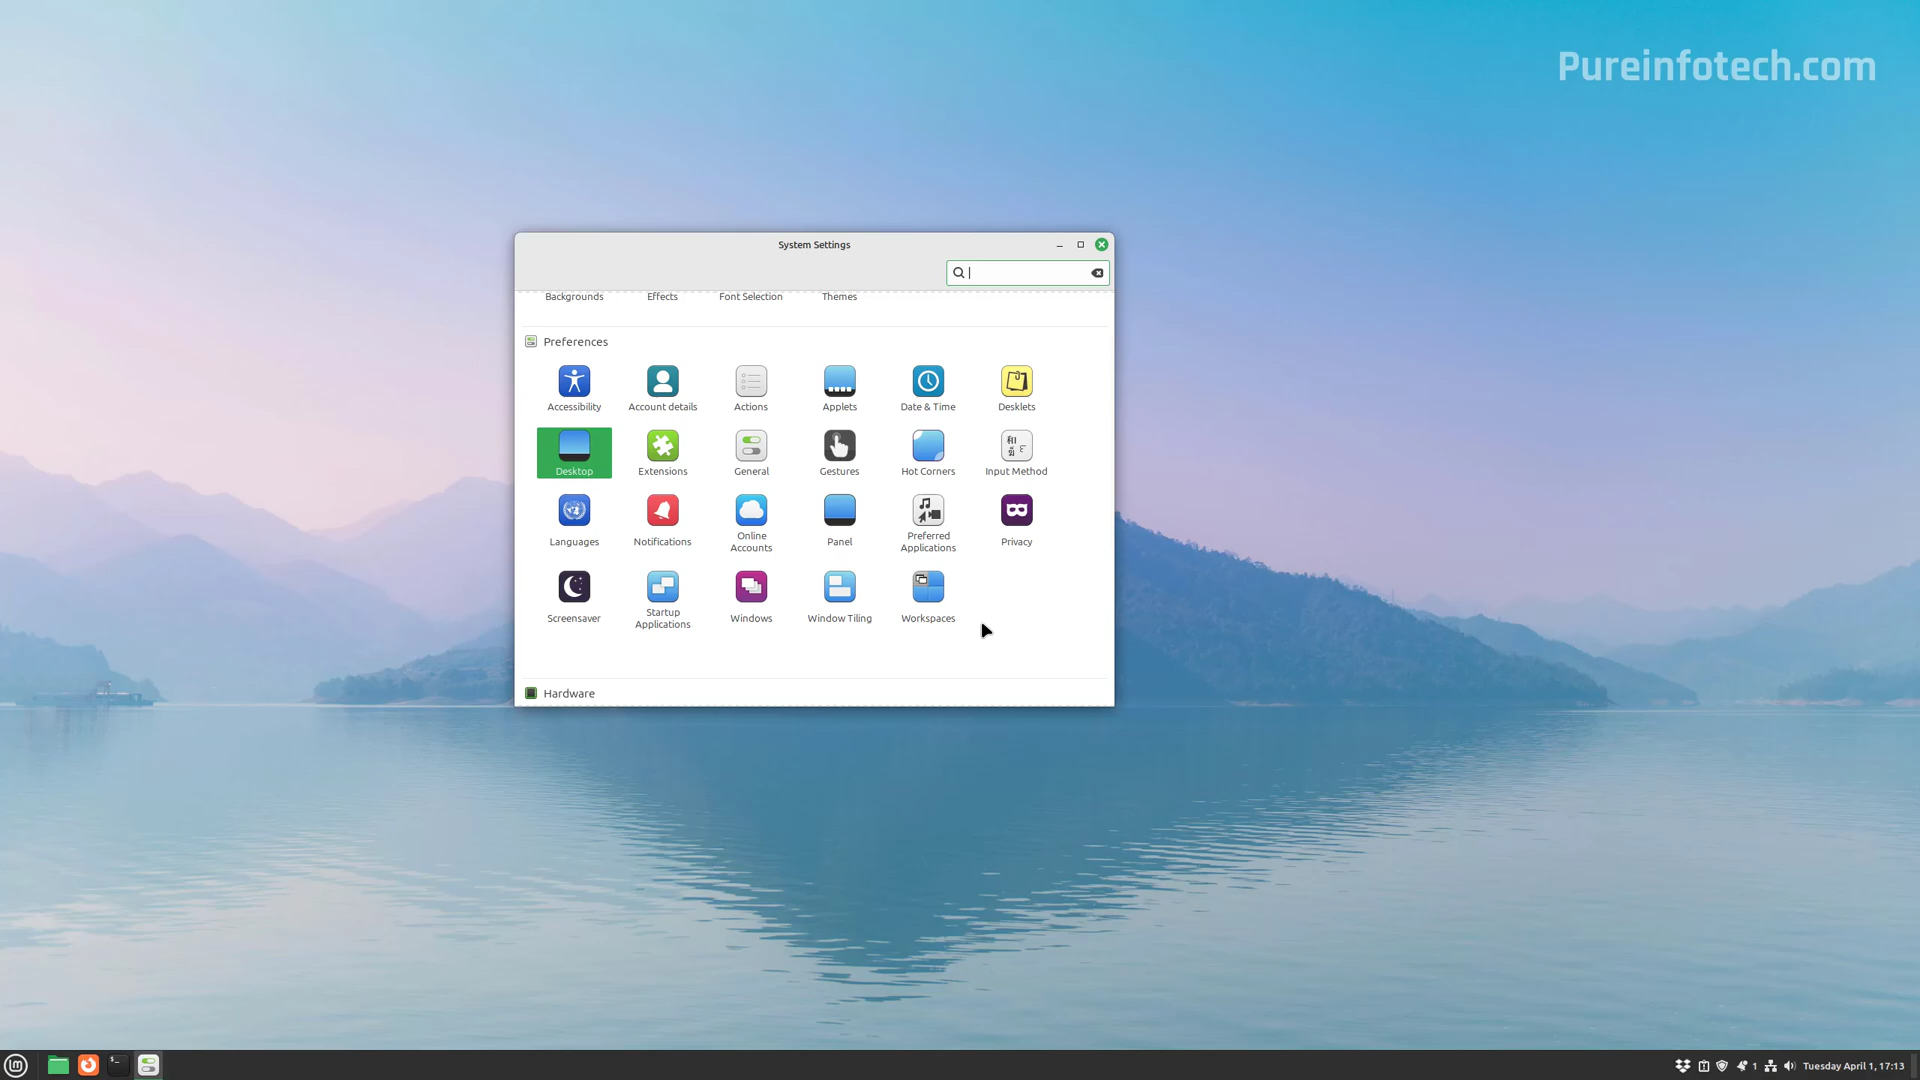 Pureinfotech.com
System Settings
Backgrounds Effects Font Selection Themes
Preferences
Accessibility Account details Actions Applets Date & Time Desklets
Desktop Extensions General Gestures Hot Corners Input Method
Languages Notifications Online Accounts Panel Preferred Applications Privacy
Screensaver Startup Applications Windows Window Tiling Workspaces
Hardware
1 Tuesday April 1, 17:13